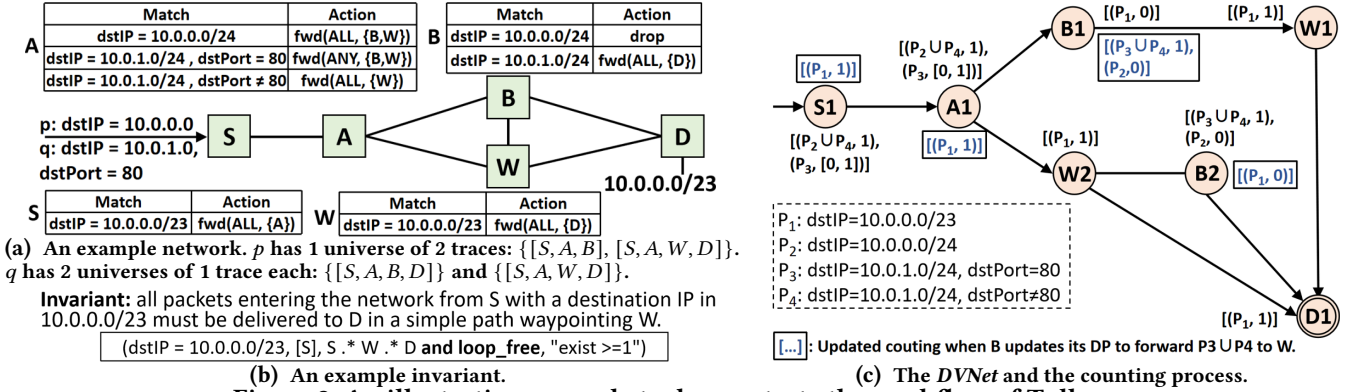 A
Match Action
dstIP = 10.0.0.0/24 fwd(ALL, {B,W})
dstIP = 10.0.1.0/24 , dstPort = 80 fwd(ANY, {B,W})
dstIP = 10.0.1.0/24 , dstPort ≠ 80 fwd(ALL, {W})
B
Match Action
dstIP = 10.0.0.0/24 drop
dstIP = 10.0.1.0/24 fwd(ALL, {D})
p: dstIP = 10.0.0.0
q: dstIP = 10.0.1.0,
dstPort = 80
S
A
B
W
D
10.0.0.0/23
S
Match Action
dstIP = 10.0.0.0/23 fwd(ALL, {A})
W
Match Action
dstIP = 10.0.0.0/23 fwd(ALL, {D})
(a) An example network. p has 1 universe of 2 traces: {[S, A, B], [S, A, W, D]}.
q has 2 universes of 1 trace each: {[S, A, B, D]} and {[S, A, W, D]}.
Invariant: all packets entering the network from S with a destination IP in
10.0.0.0/23 must be delivered to D in a simple path waypointing W.
(dstIP = 10.0.0.0/23, [S], S .* W .* D and loop_free, "exist >=1")
(b) An example invariant.
[(P1, 0)]
[(P1, 1)]
B1
W1
[(P3∪P4, 1),
(P2,0)]
[(P2∪P4, 1),
(P3, [0, 1])]
[(P1, 1)]
S1
A1
[(P2∪P4, 1),
(P3, [0, 1])]
[(P1, 1)]
[(P1, 1)]
W2
[(P3∪P4, 1),
(P2, 0)]
B2
[(P1, 0)]
P1: dstIP=10.0.0.0/23
P2: dstIP=10.0.0.0/24
P3: dstIP=10.0.1.0/24, dstPort=80
P4: dstIP=10.0.1.0/24, dstPort≠80
[(P1, 1)]
D1
[...] : Updated couting when B updates its DP to forward P3∪P4 to W.
(c) The DVNet and the counting process.